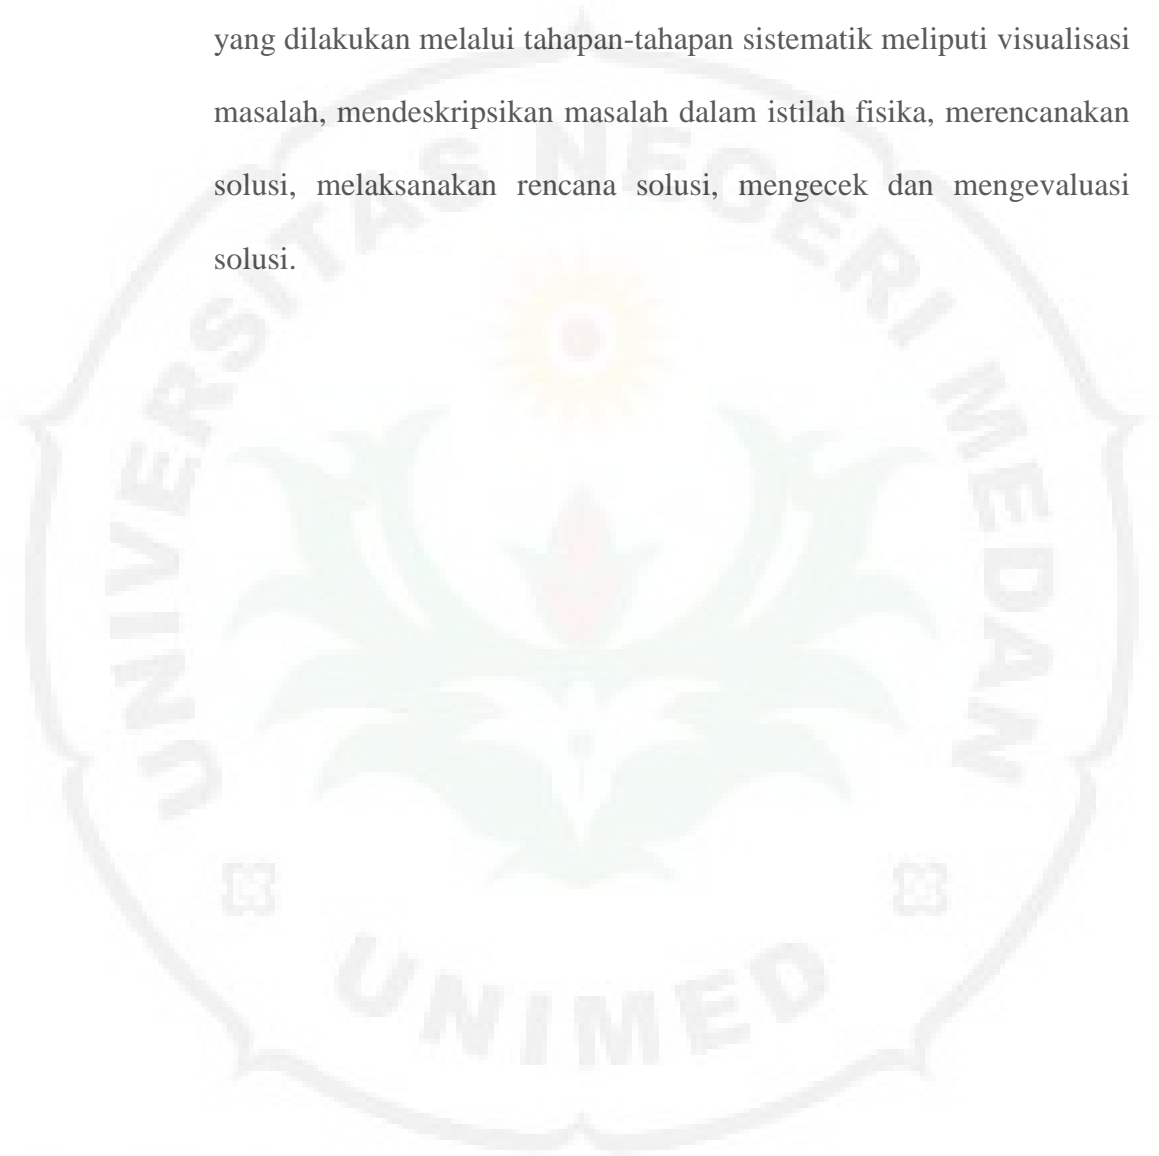 yang dilakukan melalui tahapan-tahapan sistematik meliputi visualisasi
masalah, mendeskripsikan masalah dalam istilah fisika, merencanakan
solusi, melaksanakan rencana solusi, mengecek dan mengevaluasi
solusi.
UNIVERSITAS NEGERI MEDAN
UNIMED